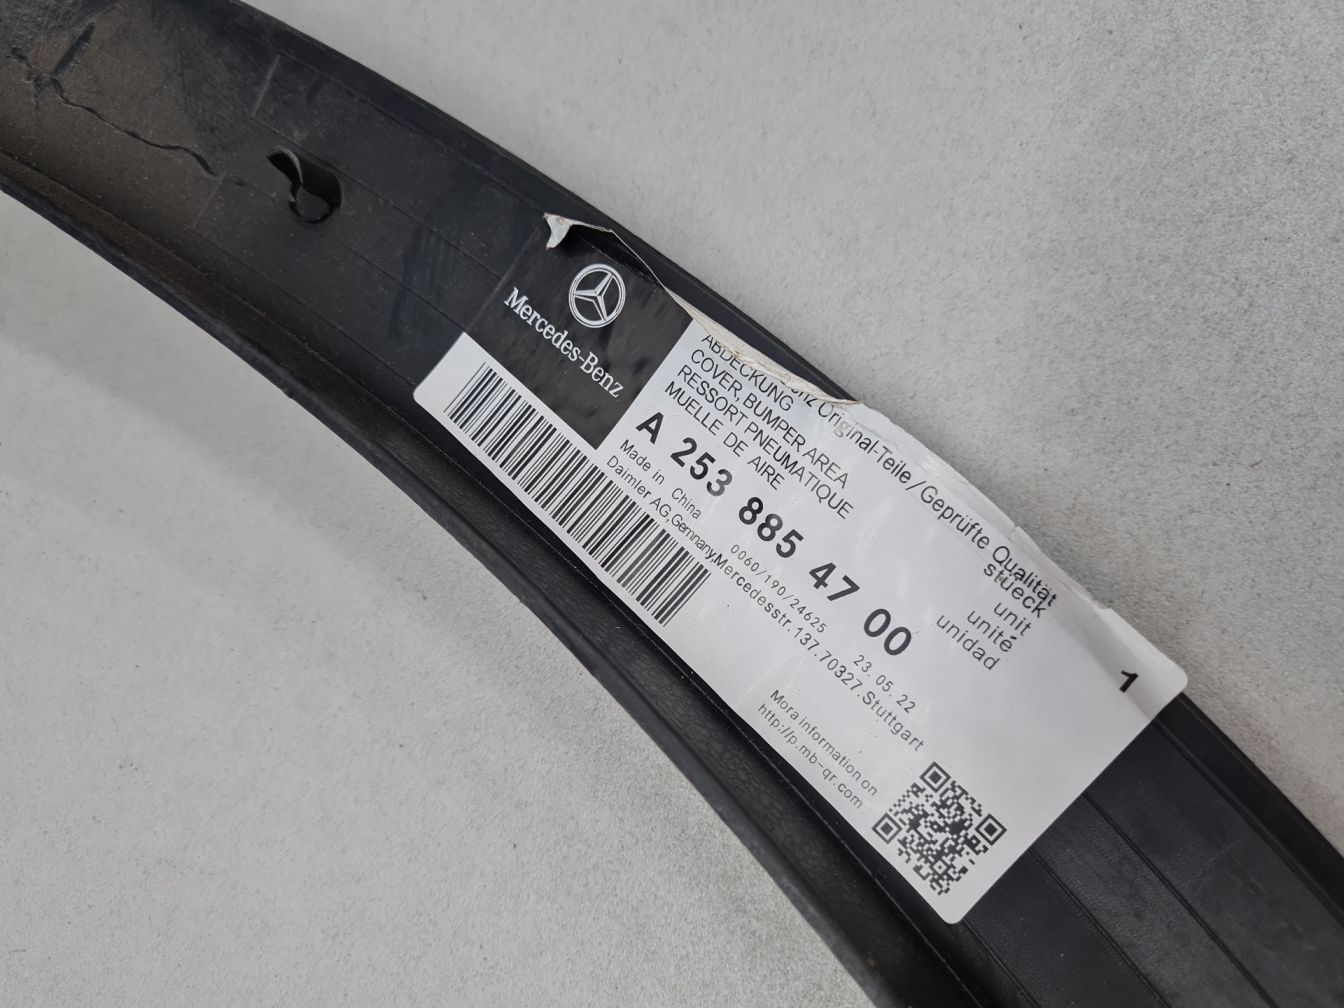 Mercedes-Benz
Original-Teile / Geprüfte Qualität
ABDECKUNG
COVER, BUMPER AREA
RESSORT PNEUMATIQUE
MUELLE DE AIRE
stueck
unit
unité
unidad
A 253 885 47 00
1
Made in China 0060/190/24625 23.05.22
Daimler AG,Gemnany,Mercedesstr.137.70327.Stuttgart
Mora information on
http://p.mb-qr.com